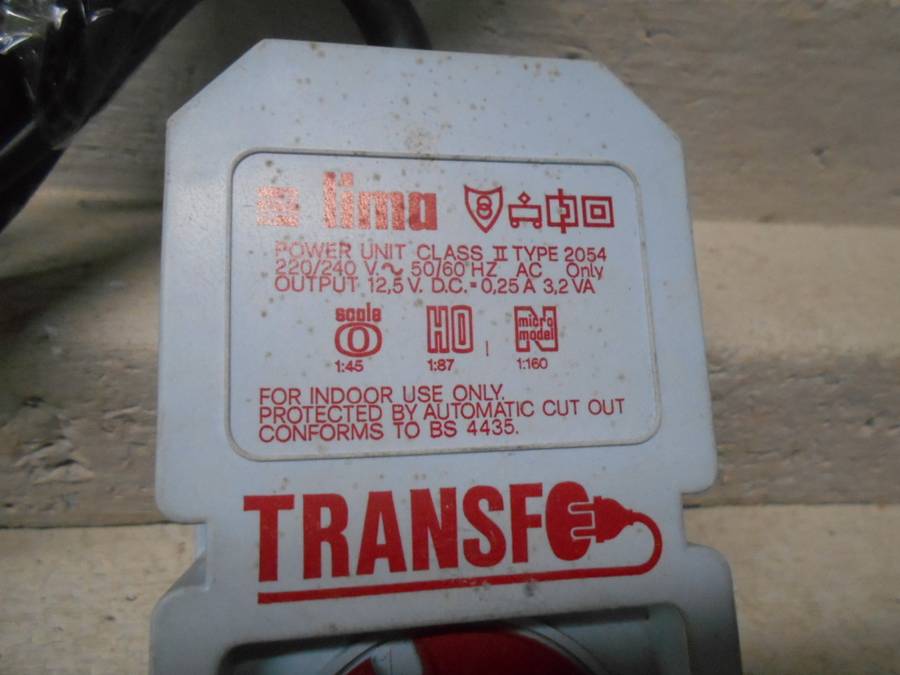 lima
POWER UNIT CLASS II TYPE 2054
220/240 V.~ 50/60 HZ AC Only
OUTPUT 12,5 V. D.C.= 0,25 A 3,2 VA
scale O HO micro model N
1:45 1:87 1:160
FOR INDOOR USE ONLY.
PROTECTED BY AUTOMATIC CUT OUT
CONFORMS TO BS 4435.
TRANSFO